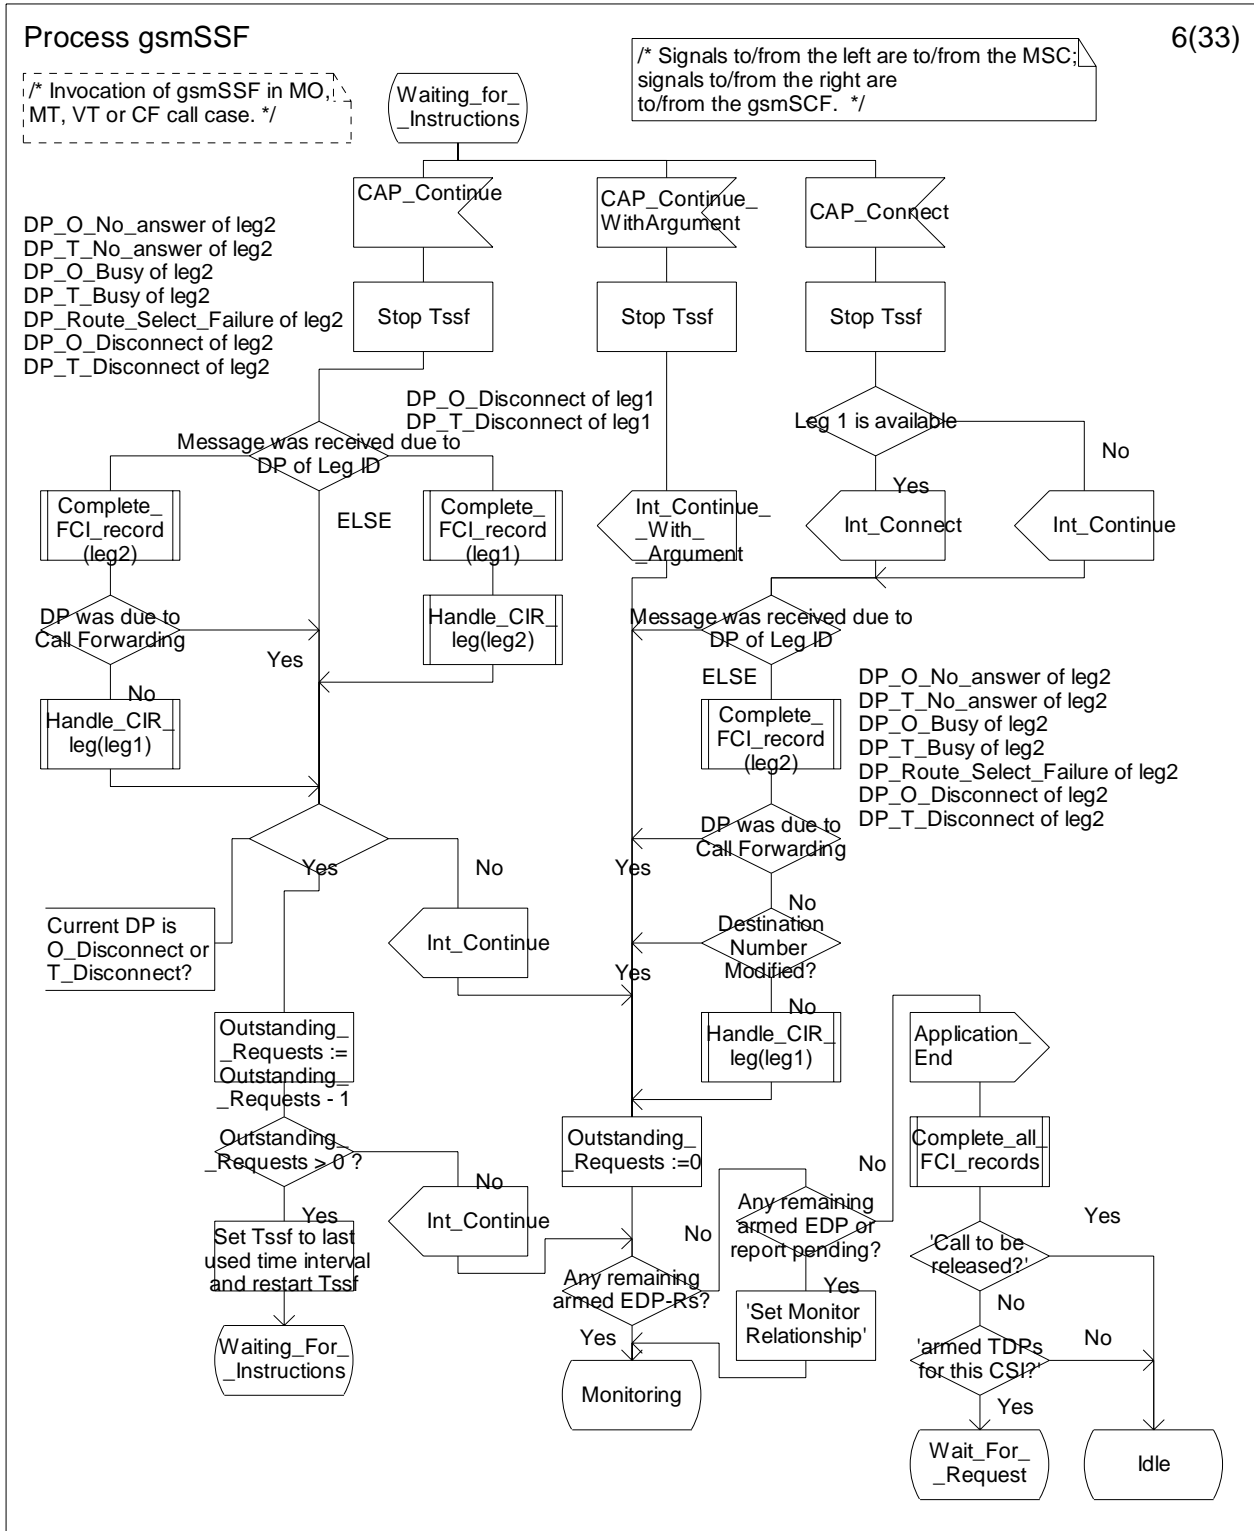 Process gsmSSF
6(33)
/* Invocation of gsmSSF in MO,
MT, VT or CF call case. */
Waiting_for_
_Instructions
/* Signals to/from the left are to/from the MSC;
signals to/from the right are
to/from the gsmSCF.  */
CAP_Continue
CAP_Continue_
WithArgument
CAP_Connect
DP_O_No_answer of leg2
DP_T_No_answer of leg2
DP_O_Busy of leg2
DP_T_Busy of leg2
DP_Route_Select_Failure of leg2
DP_O_Disconnect of leg2
DP_T_Disconnect of leg2
Stop Tssf
Stop Tssf
Stop Tssf
DP_O_Disconnect of leg1
DP_T_Disconnect of leg1
Leg 1 is available
Message was received due to
DP of Leg ID
No
Yes
Complete_
FCI_record
(leg2)
ELSE
Complete_
FCI_record
(leg1)
Int_Continue_
_With_
_Argument
Int_Connect
Int_Continue
DP was due to
Call Forwarding
Yes
Handle_CIR_
leg(leg2)
Message was received due to
DP of Leg ID
No
Handle_CIR_
leg(leg1)
ELSE
Complete_
FCI_record
(leg2)
DP_O_No_answer of leg2
DP_T_No_answer of leg2
DP_O_Busy of leg2
DP_T_Busy of leg2
DP_Route_Select_Failure of leg2
DP_O_Disconnect of leg2
DP_T_Disconnect of leg2
DP was due to
Call Forwarding
Yes
No
Yes
No
Current DP is
O_Disconnect or
T_Disconnect?
Int_Continue
Destination
Number
Modified?
Yes
No
Handle_CIR_
leg(leg1)
Application_
End
Outstanding_
_Requests :=
Outstanding_
_Requests - 1
Outstanding_
_Requests > 0 ?
Outstanding_
_Requests :=0
Complete_all_
FCI_records
No
No
Yes
Int_Continue
No
Any remaining
armed EDP or
report pending?
Yes
Set Tssf to last
used time interval
and restart Tssf
Any remaining
armed EDP-Rs?
Yes
'Call to be
released?'
Yes
'Set Monitor
Relationship'
No
Waiting_For_
_Instructions
Monitoring
'armed TDPs
for this CSI?'
No
Yes
Wait_For_
_Request
Idle